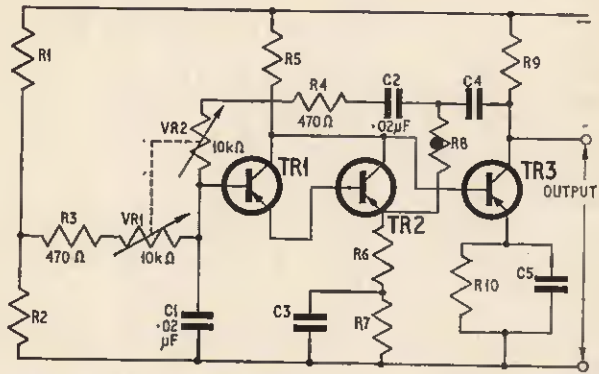 R1
R5
R4
470Ω
C2
·02μF
C4
R9
VR2
10kΩ
R8
TR1
TR2
TR3
OUTPUT
R3
470Ω
VR1
10kΩ
R6
R2
C1
·02
μF
C3
R7
R10
C5